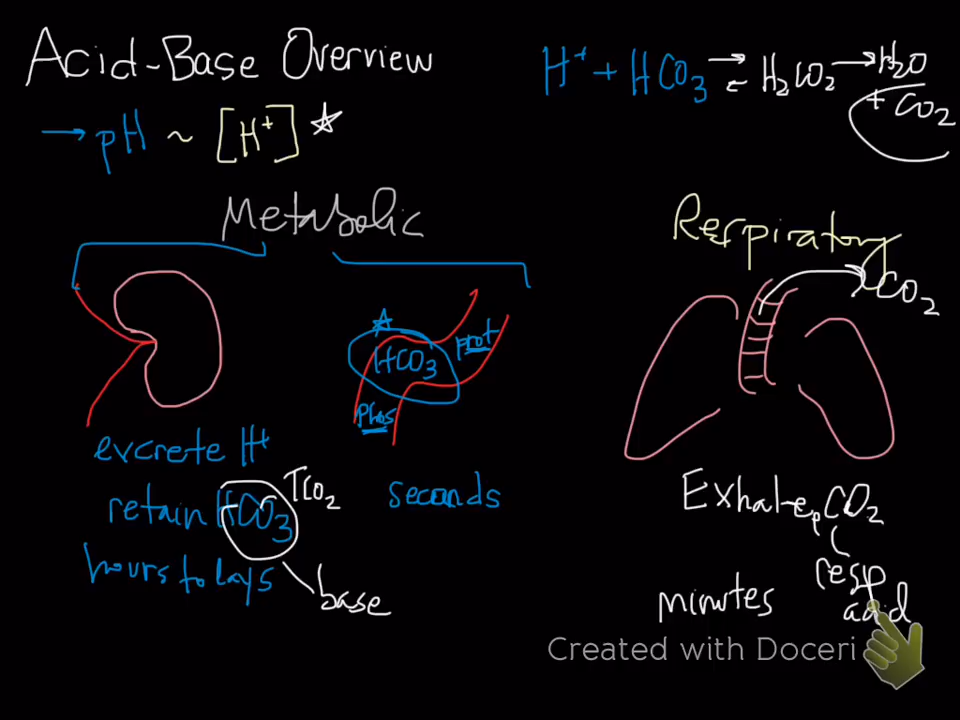 Acid-Base Overview
H+ + HCO3 ⇌ H2CO2 → H2O
+ CO2
→ pH ~ [H+] ☆
Metabolic
Respiratory
CO2
HCO3
prot
phos
excrete H+
retain HCO3
TCO2
seconds
Exhale pCO2
hours to days
base
resp
acid
minutes
Created with Doceri